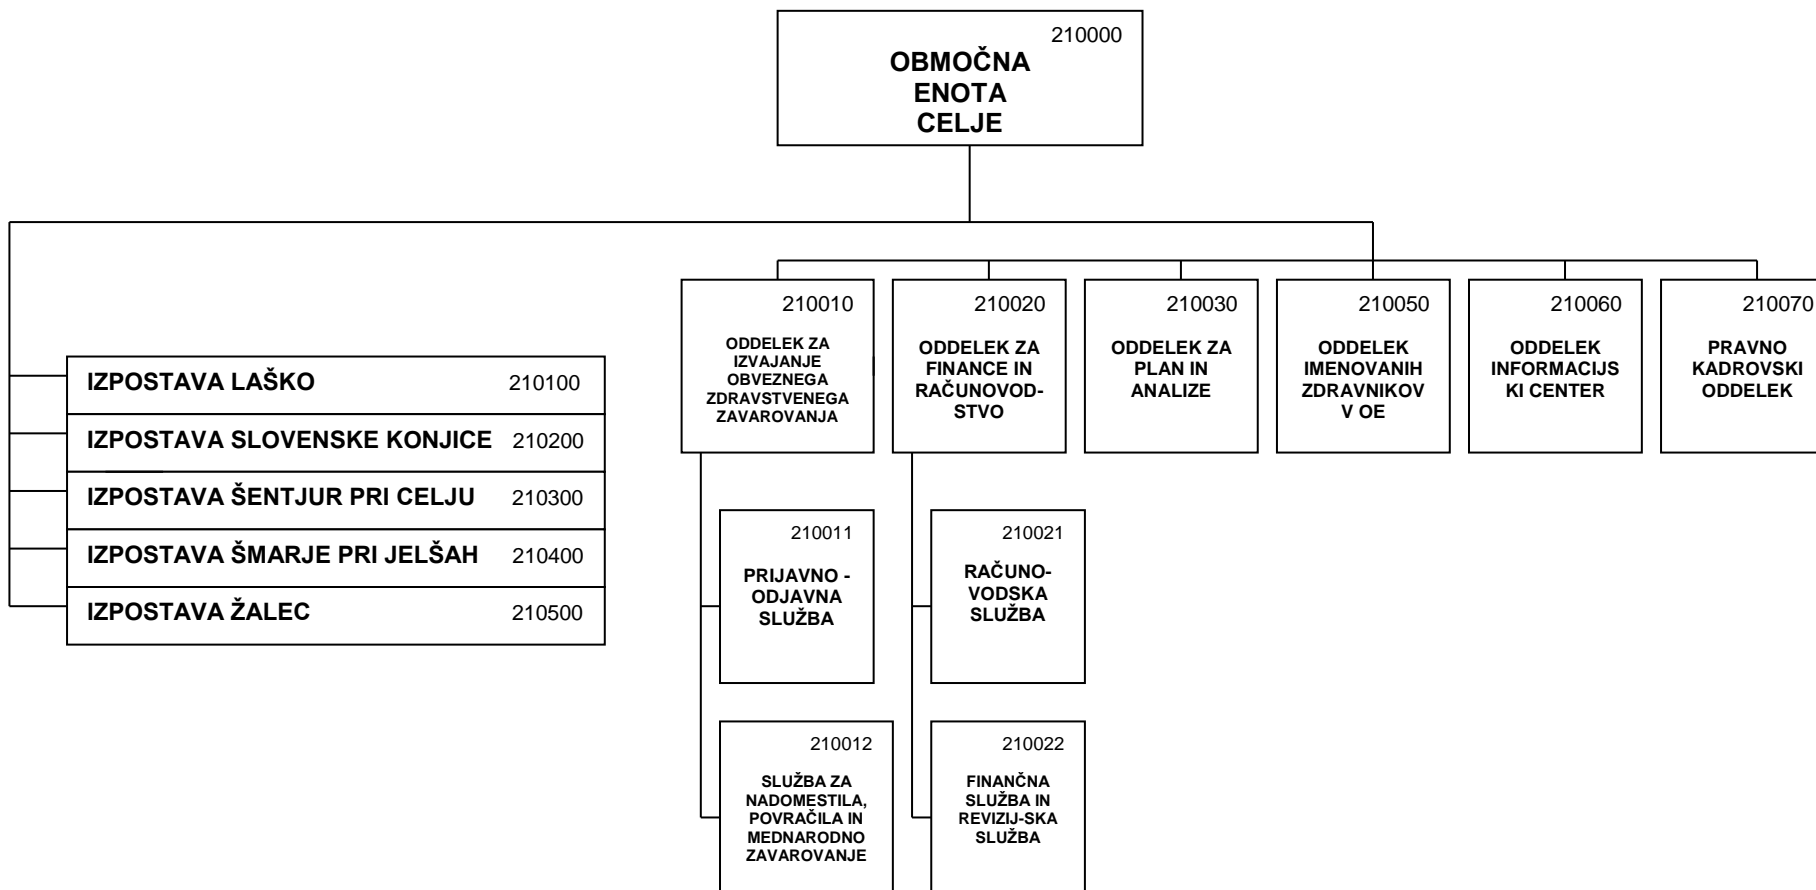 210000
OBMOČNA
ENOTA
CELJE
IZPOSTAVA LAŠKO 210100
IZPOSTAVA SLOVENSKE KONJICE 210200
IZPOSTAVA ŠENTJUR PRI CELJU 210300
IZPOSTAVA ŠMARJE PRI JELŠAH 210400
IZPOSTAVA ŽALEC 210500
210010
ODDELEK ZA
IZVAJANJE
OBVEZNEGA
ZDRAVSTVENEGA
ZAVAROVANJA
210020
ODDELEK ZA
FINANCE IN
RAČUNOVOD-
STVO
210030
ODDELEK ZA
PLAN IN
ANALIZE
210050
ODDELEK
IMENOVANIH
ZDRAVNIKOV
V OE
210060
ODDELEK
INFORMACIJS
KI CENTER
210070
PRAVNO
KADROVSKI
ODDELEK
210011
PRIJAVNO -
ODJAVNA
SLUŽBA
210021
RAČUNO-
VODSKA
SLUŽBA
210012
SLUŽBA ZA
NADOMESTILA,
POVRAČILA IN
MEDNARODNO
ZAVAROVANJE
210022
FINANČNA
SLUŽBA IN
REVIZIJ-SKA
SLUŽBA